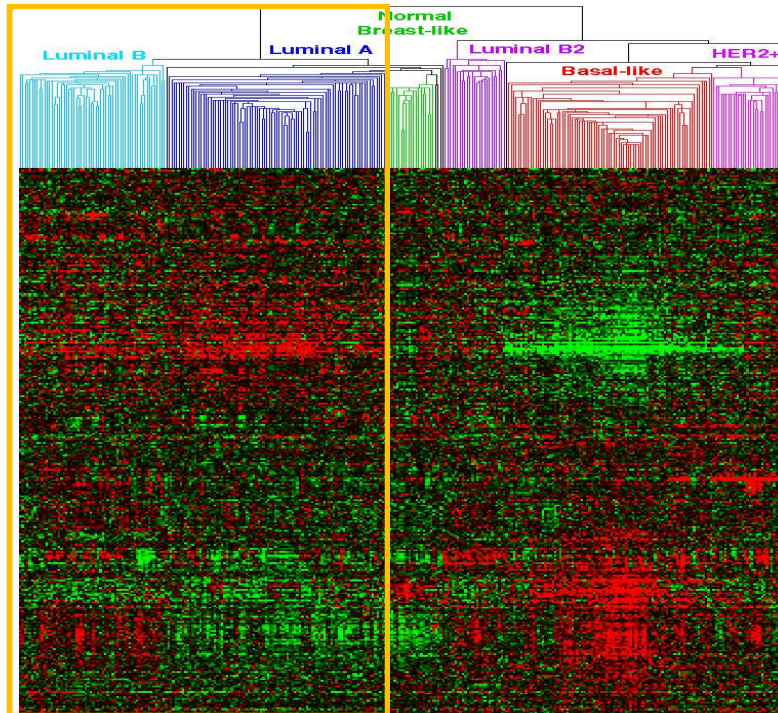 Normal
Breast-like
Luminal B
Luminal A
Luminal B2
HER2+
Basal-like